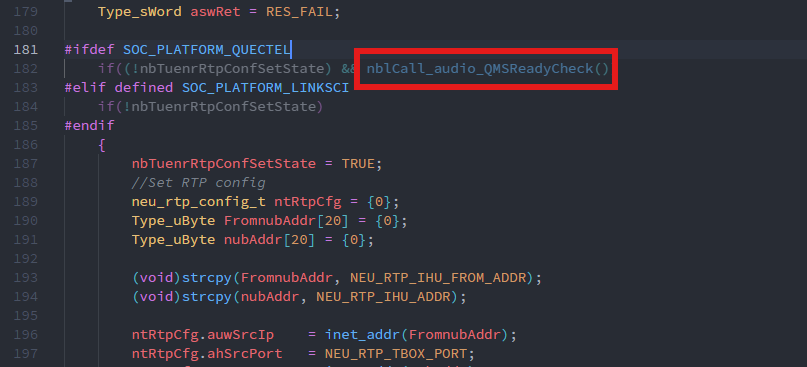 179 Type_sWord aswRet = RES_FAIL;
180
181 #ifdef SOC_PLATFORM_QUECTEL
182 if((!nbTuenrRtpConfSetState) && nblCall_audio_QMSReadyCheck()
183 #elif defined SOC_PLATFORM_LINKSCI
184 if(!nbTuenrRtpConfSetState)
185 #endif
186 {
187 nbTuenrRtpConfSetState = TRUE;
188 //Set RTP config
189 neu_rtp_config_t ntRtpCfg = {0};
190 Type_uByte FromnubAddr[20] = {0};
191 Type_uByte nubAddr[20] = {0};
192
193 (void)strcpy(FromnubAddr, NEU_RTP_IHU_FROM_ADDR);
194 (void)strcpy(nubAddr, NEU_RTP_IHU_ADDR);
195
196 ntRtpCfg.auwSrcIp = inet_addr(FromnubAddr);
197 ntRtpCfg.ahSrcPort = NEU_RTP_TBOX_PORT;